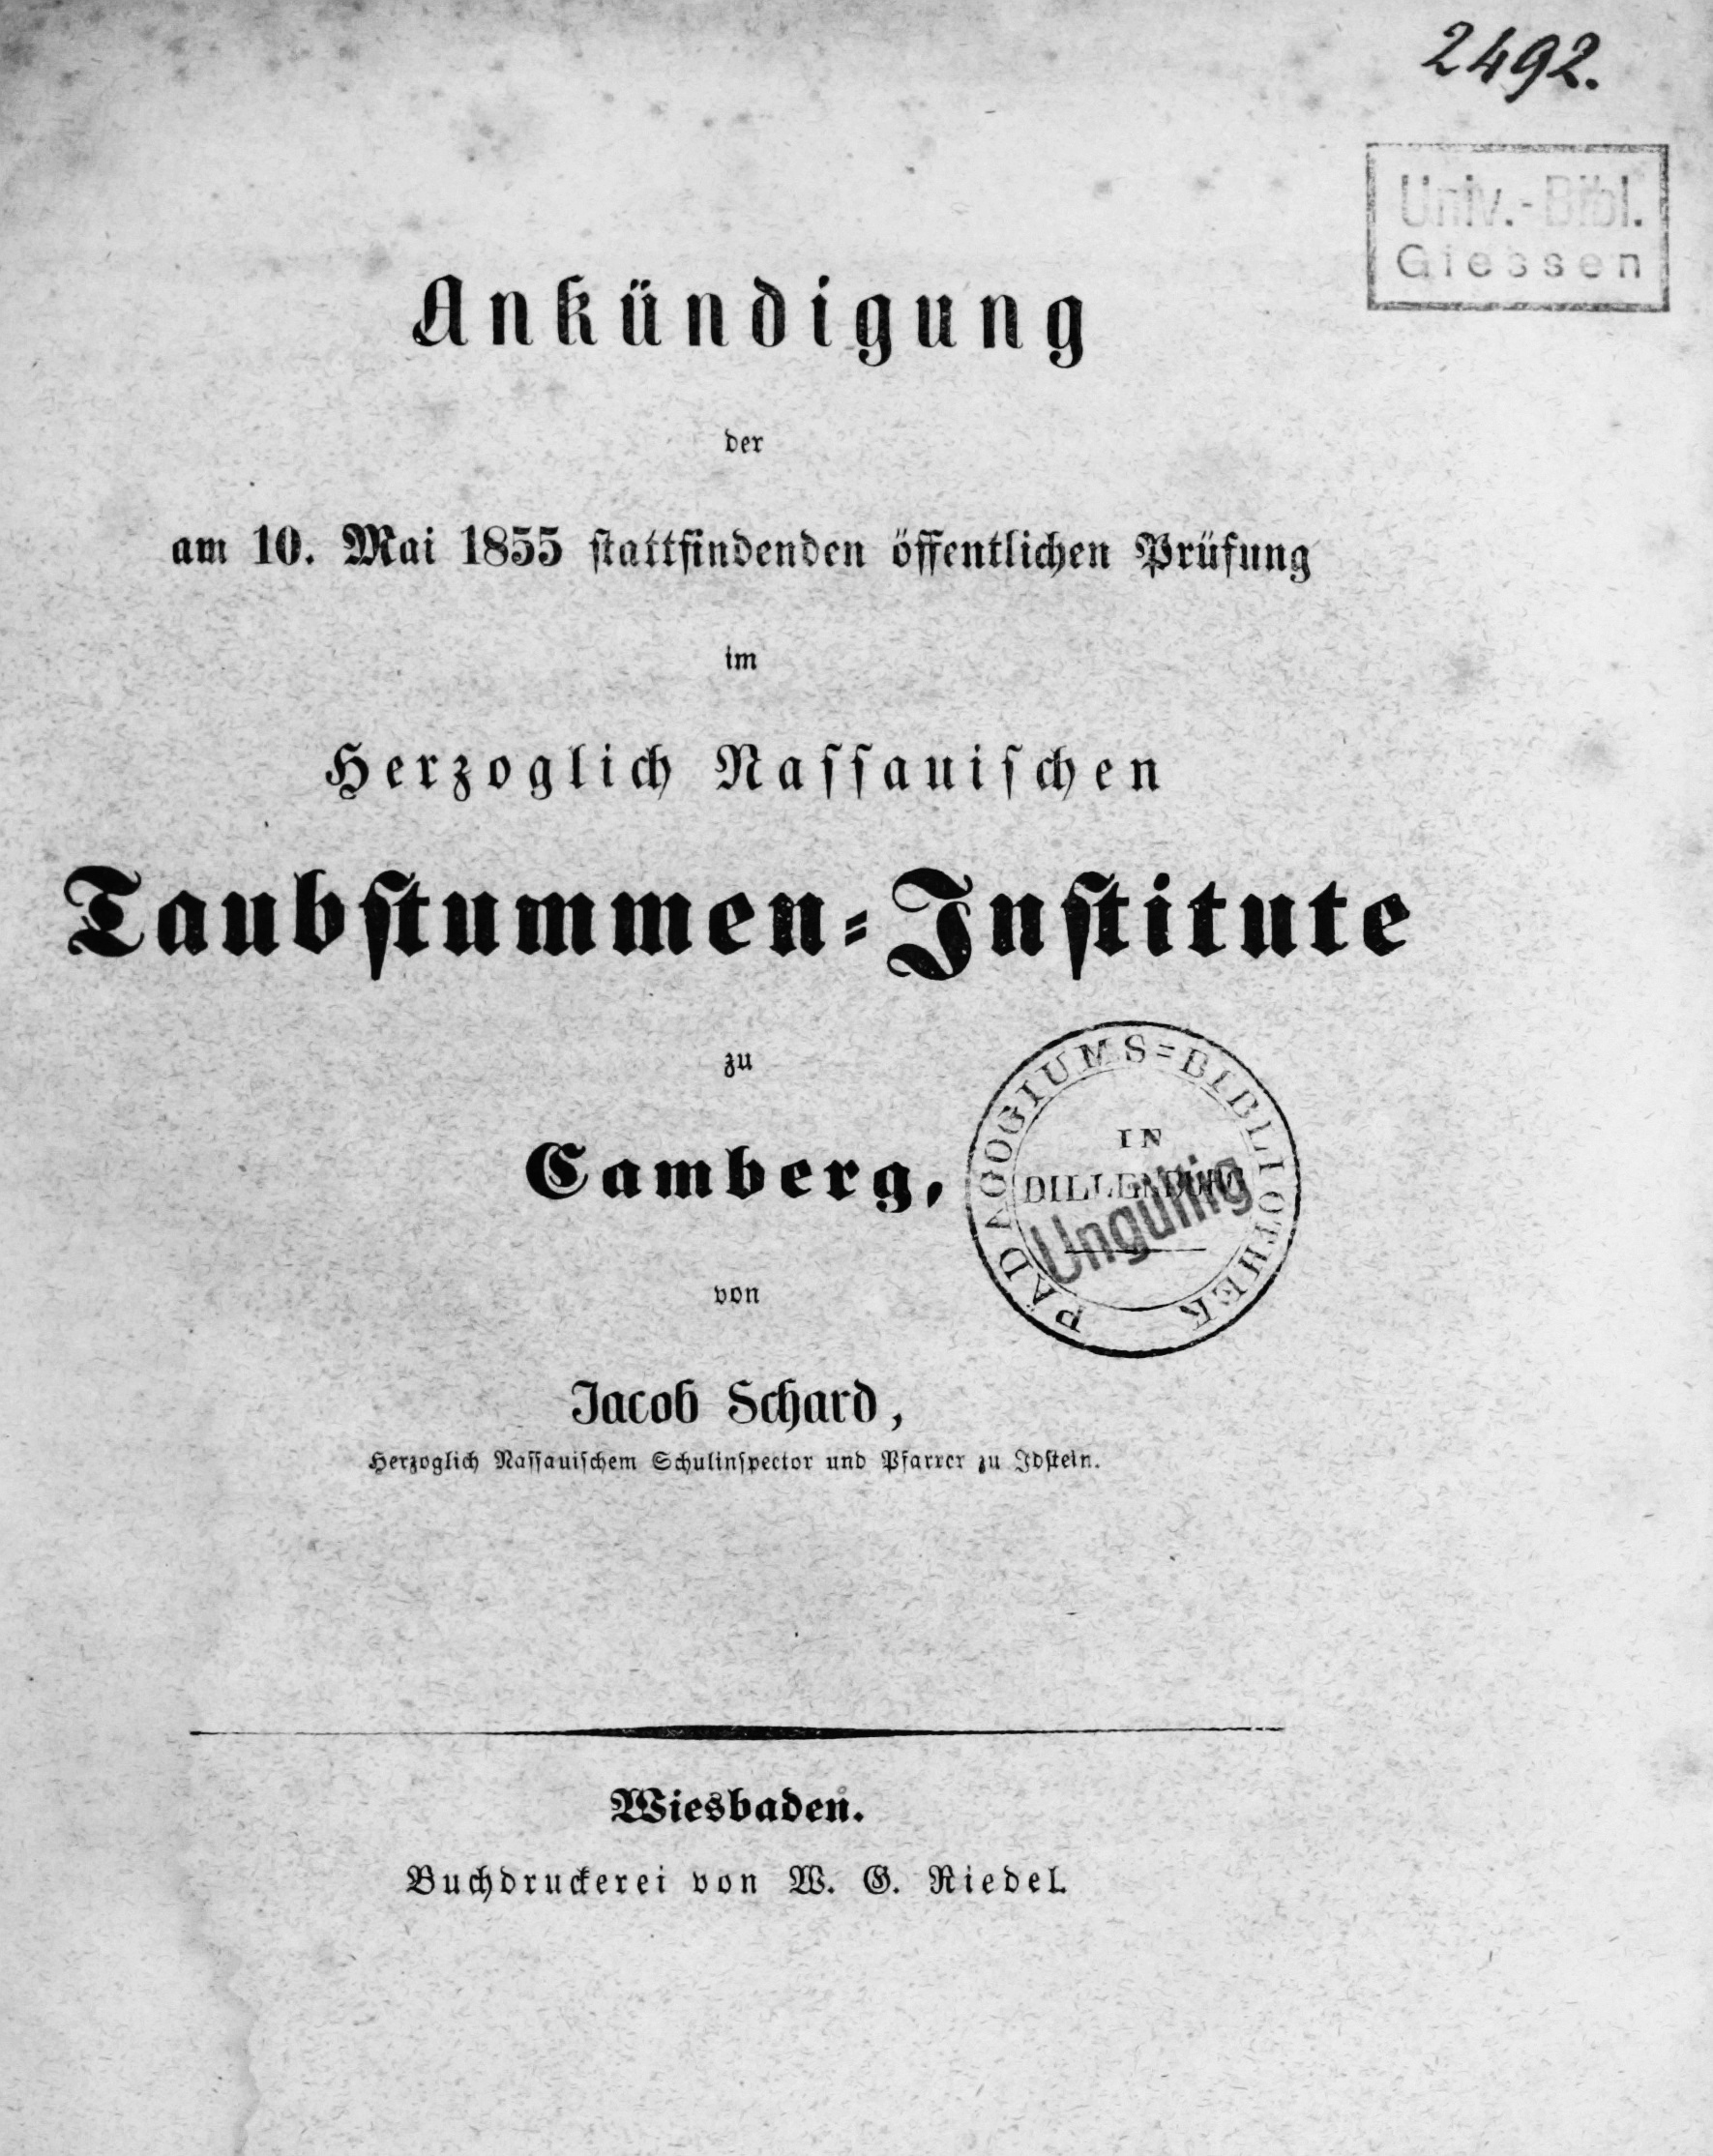 2492.
Univ.-Bibl.
Giessen
Ankündigung
der
am 10. Mai 1855 stattfindenden öffentlichen Prüfung
im
Herzoglich Nassauischen
Taubstummen-Institute
zu
Camberg,
PÄDAGOGIUMS=BIBLIOTHEK
IN
DILLENBURG
Ungültig
von
Jacob Schard,
Herzoglich Nassauischem Schulinspector und Pfarrer zu Idstein.
Wiesbaden.
Buchdruckerei von W. G. Riedel.